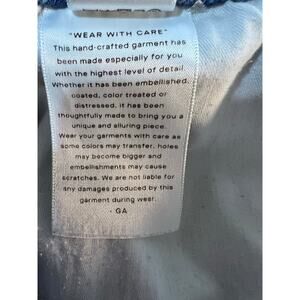 "WEAR WITH CARE"
This hand-crafted garment has
been made especially for
you with the highest level of detail.
Whether it has been embellished,
coated, color treated or
distressed, it has been
thoughtfully made to bring you a
unique and alluring piece.
Wear your garments with care as
some colors may transfer, holes
may become bigger and
embellishments may cause
scratches. We are not liable for
any damages produced by this
garment during wear.
- GA